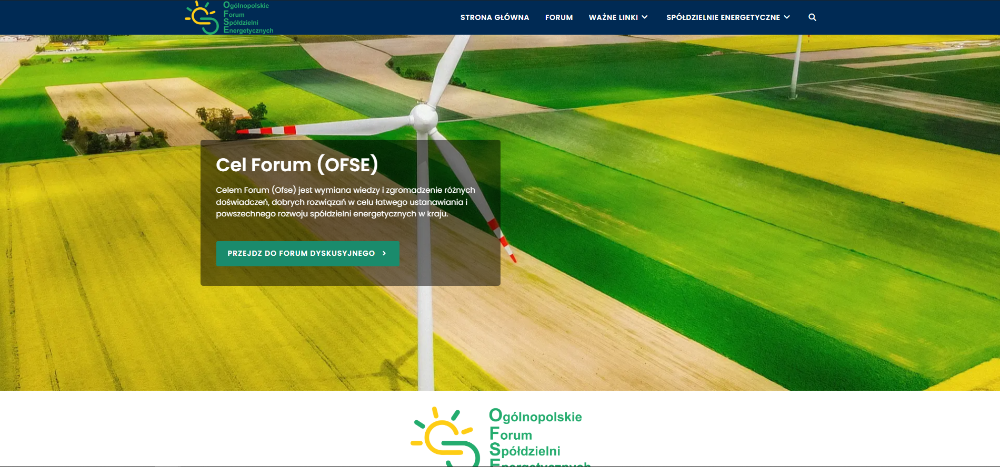 Ogólnopolskie
Forum
Spółdzielni
Energetycznych
STRONA GŁÓWNA FORUM WAŻNE LINKI SPÓŁDZIELNIE ENERGETYCZNE
Cel Forum (OFSE)
Celem Forum (Ofse) jest wymiana wiedzy i zgromadzenie różnych
doświadczeń, dobrych rozwiązań w celu łatwego ustanawiania i
powszechnego rozwoju spółdzielni energetycznych w kraju.
PRZEJDZ DO FORUM DYSKUSYJNEGO
Ogólnopolskie
Forum
Spółdzielni
Energetycznych